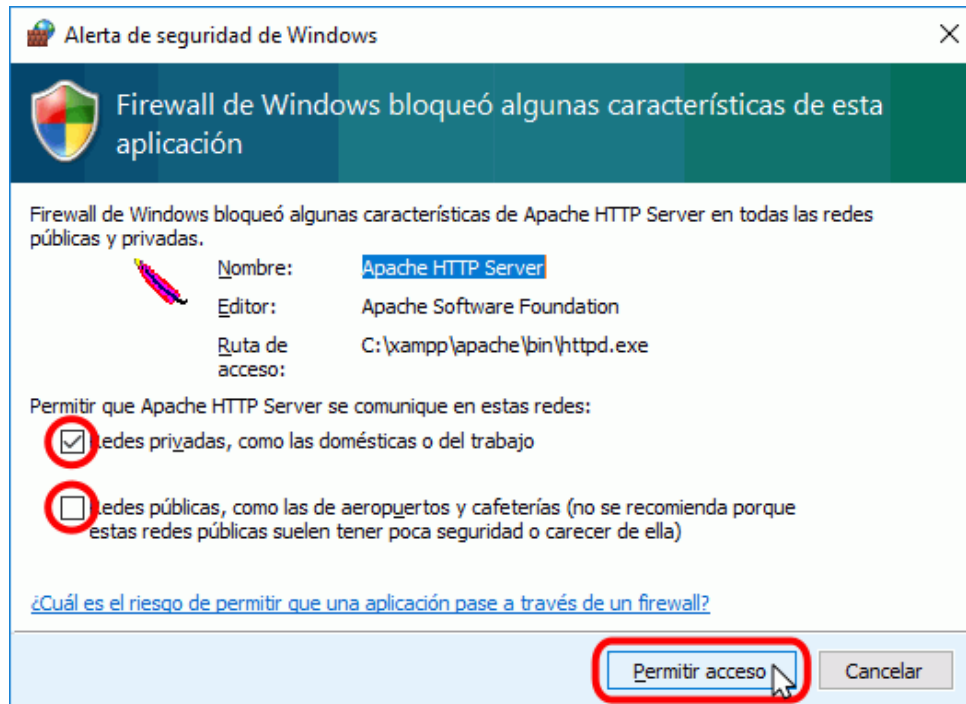 Alerta de seguridad de Windows
Firewall de Windows bloqueó algunas características de esta
aplicación
Firewall de Windows bloqueó algunas características de Apache HTTP Server en todas las redes
públicas y privadas.
Nombre: Apache HTTP Server
Editor: Apache Software Foundation
Ruta de C:\xampp\apache\bin\httpd.exe
acceso:
Permitir que Apache HTTP Server se comunique en estas redes:
Redes privadas, como las domésticas o del trabajo
Redes públicas, como las de aeropuertos y cafeterías (no se recomienda porque
estas redes públicas suelen tener poca seguridad o carecer de ella)
¿Cuál es el riesgo de permitir que una aplicación pase a través de un firewall?
Permitir acceso Cancelar